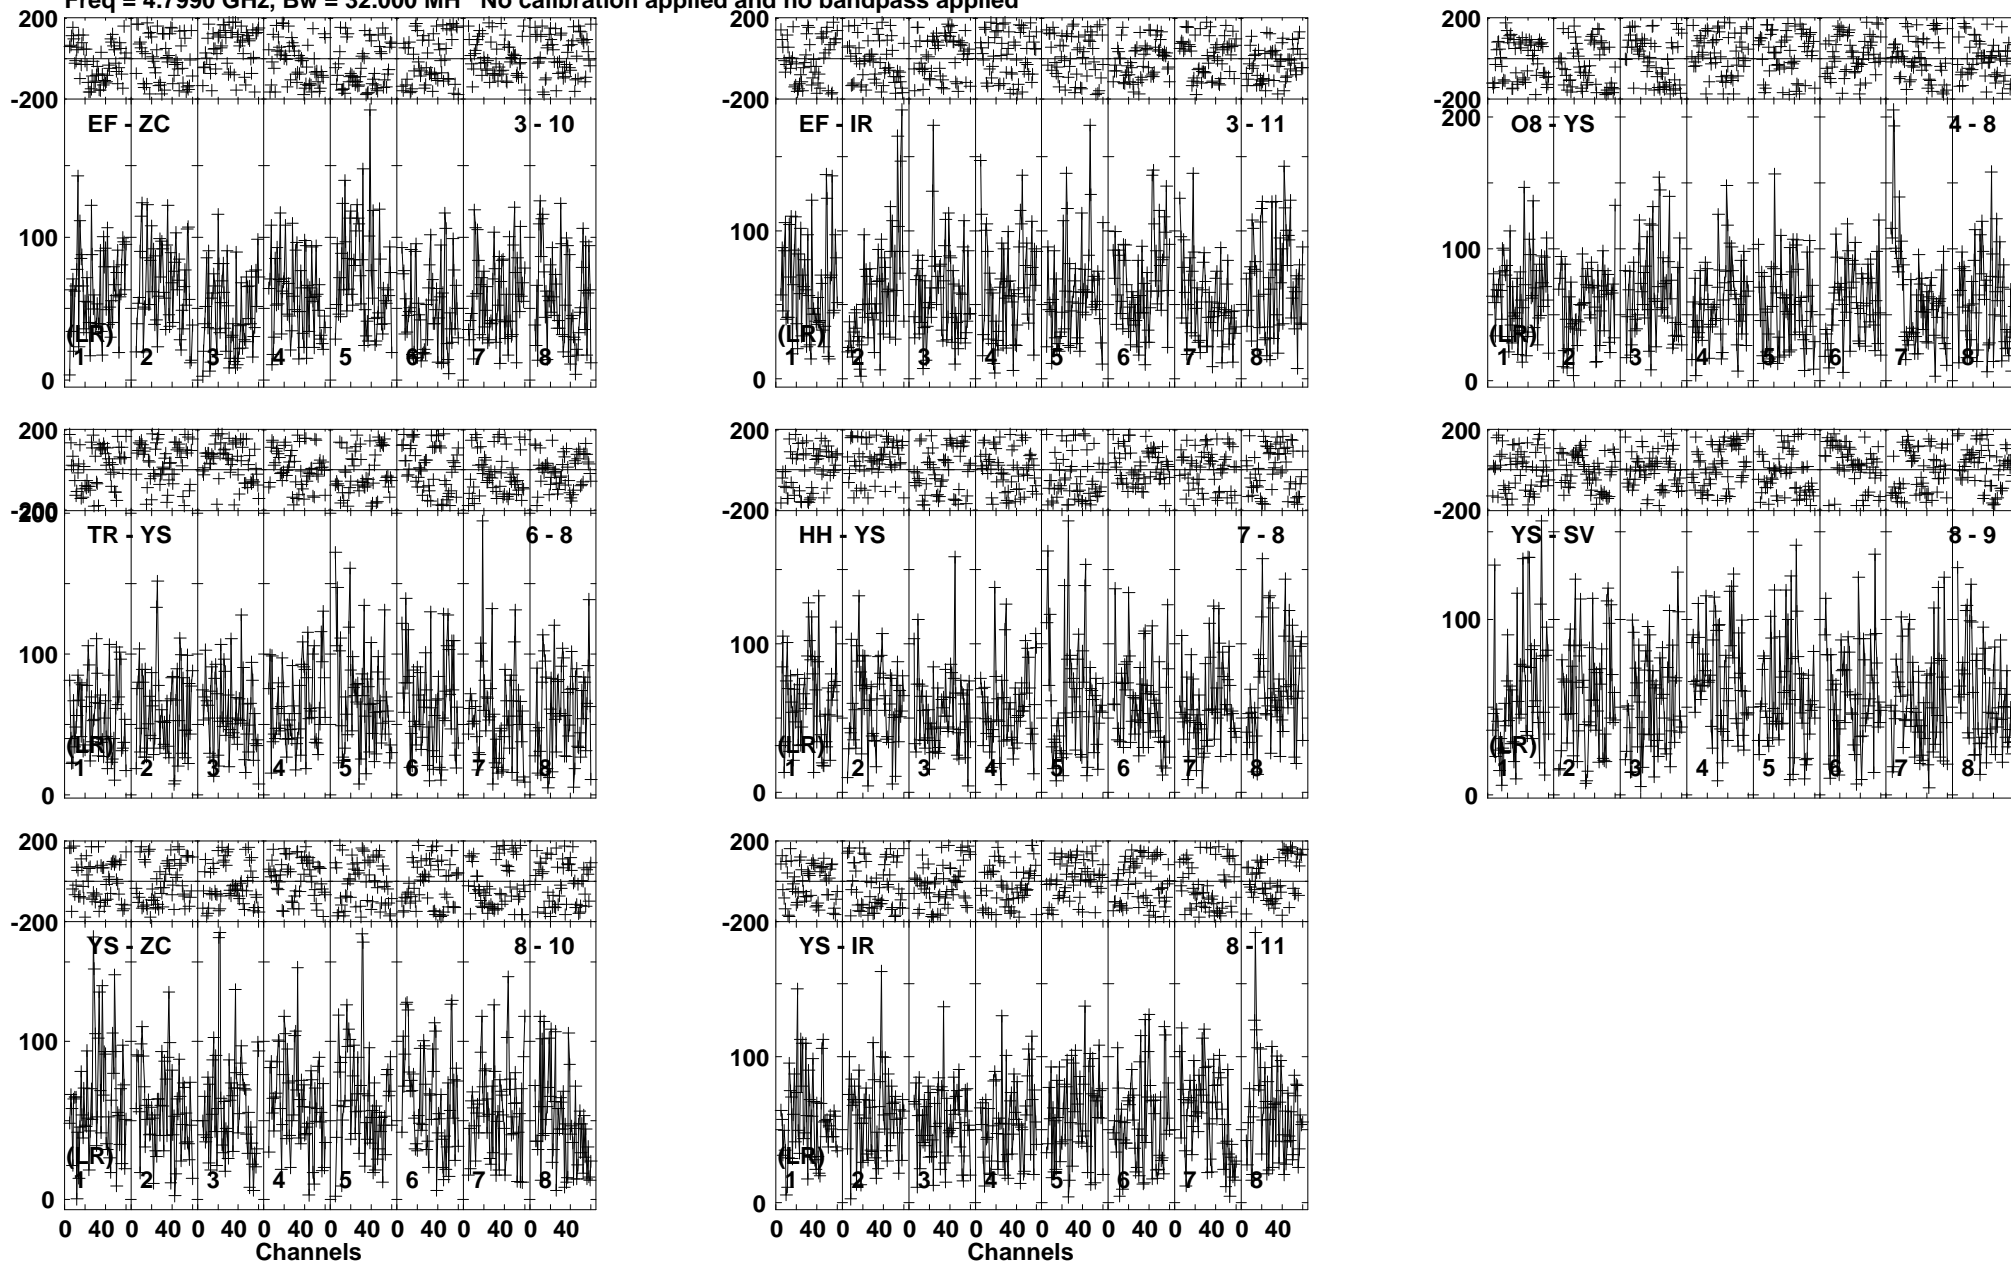 Freq = 4.7990 GHz, Bw = 32.000 MH No calibration applied and no bandpass applied
200 200 200
-200 -200 -200
EF - ZC 3 - 10 EF - IR 3 - 11 O8 - YS 4 - 8
200
100 100 100
(LR) (LR) (LR)
1 2 3 4 5 6 7 8 1 2 3 4 5 6 7 8 1 2 3 4 5 6 7 8
0 0 0
200 200 200
-200 -200 -200
200
TR - YS 6 - 8 HH - YS 7 - 8 YS - SV 8 - 9
100 100 100
(LR) (LR) (LR)
1 2 3 4 5 6 7 8 1 2 3 4 5 6 7 8 1 2 3 4 5 6 7 8
0 0 0
200 200
-200 -200
YS - ZC 8 - 10 YS - IR 8 - 11
100 100
(LR) (LR)
1 2 3 4 5 6 7 8 1 2 3 4 5 6 7 8
0 0
0 40 0 40 0 40 0 40 0 40 0 40 0 40 0 40 0 40 0 40 0 40 0 40 0 40 0 40 0 40 0 40
Channels Channels